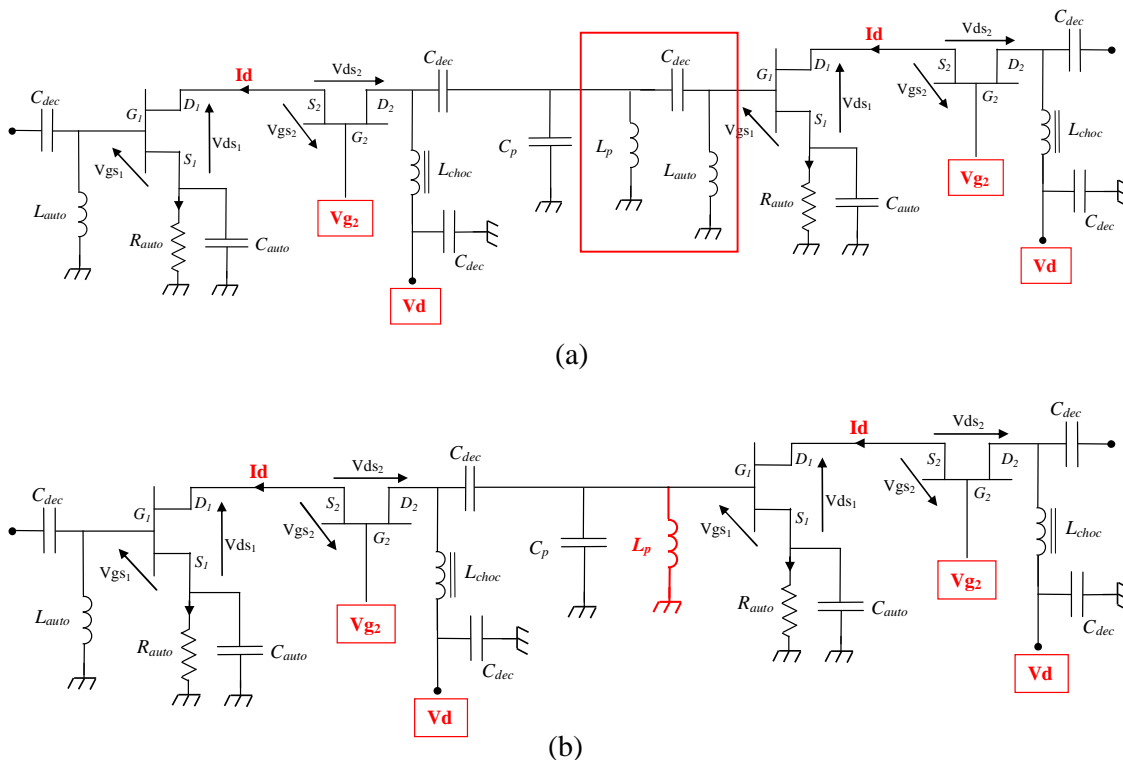 Vds2
Cdec
Vds2
Cdec
Cdec
Id
G1
D1
S2
D2
Id
Vgs2
G2
Vds1
Cdec
G1
D1
S2
D2
Vgs2
G2
Vds1
Vgs1
S1
Cp
Lp
Lauto
Vgs1
S1
Lchoc
Lchoc
Lauto
Rauto
Cauto
Vg2
Cdec
Rauto
Cauto
Vg2
Cdec
Vd
Vd
(a)
Vds2
Cdec
Id
Vds2
Cdec
Id
G1
D1
S2
D2
Vgs2
G2
Vds1
Cdec
G1
D1
S2
D2
Vgs2
G2
Vds1
Vgs1
S1
Cp
Lp
Vgs1
S1
Lchoc
Lchoc
Lauto
Rauto
Cauto
Vg2
Cdec
Rauto
Cauto
Vg2
Cdec
Vd
Vd
(b)